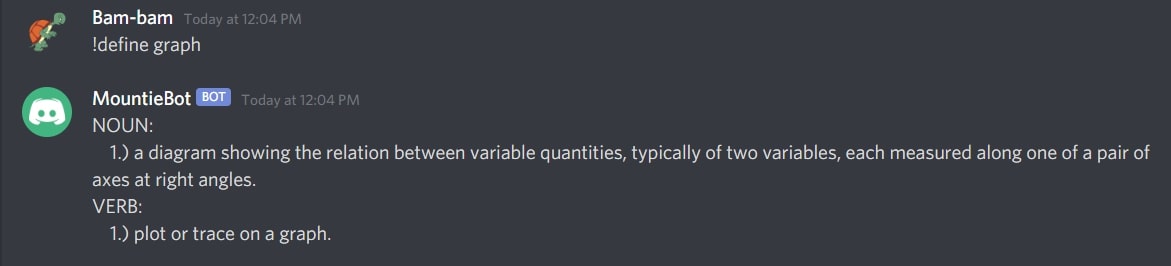 Bam-bam Today at 12:04 PM
!define graph
MountieBot BOT Today at 12:04 PM
NOUN:
1.) a diagram showing the relation between variable quantities, typically of two variables, each measured along one of a pair of
axes at right angles.
VERB:
1.) plot or trace on a graph.